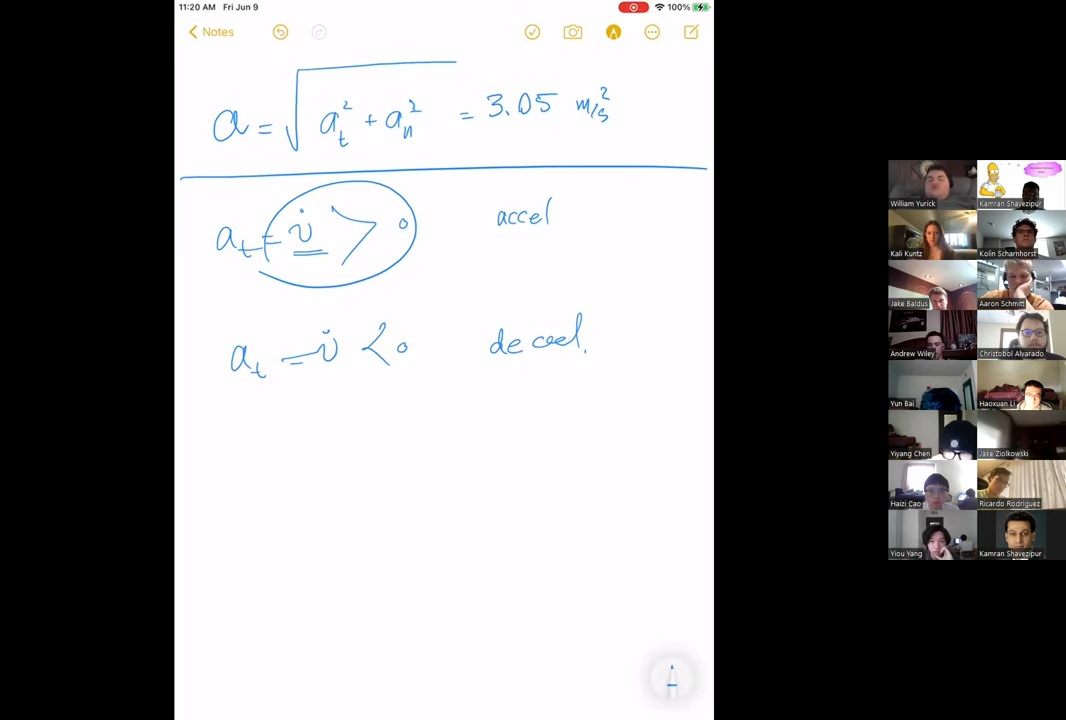 11:20 AM Fri Jun 9
100%
Notes
a = √(a_t² + a_n²) = 3.05 m/s²
a_t = v̇ > 0 accel
a_t = v̇ < 0 decel.
William Yurick
Kamran Shavezipur
Kali Kuntz
Kolin Scharnhorst
Jake Baldus
Aaron Schmitt
Andrew Wiley
Christobol Alvarado
Yun Bai
Haoxuan Li
Yiyang Chen
Jake Ziolkowski
Haizi Cao
Ricardo Rodriguez
Yiou Yang
Kamran Shavezipur